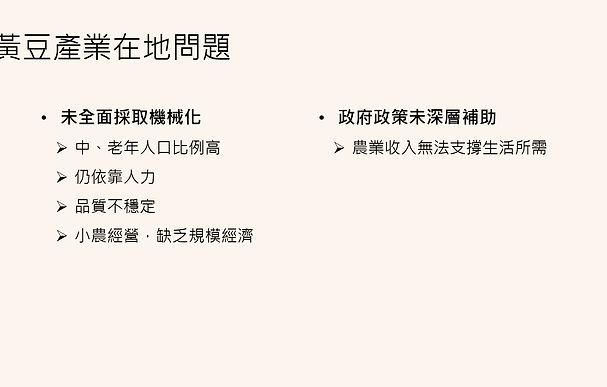 黃豆產業在地問題
• 未全面採取機械化
➢ 中、老年人口比例高
➢ 仍依靠人力
➢ 品質不穩定
➢ 小農經營，缺乏規模經濟
• 政府政策未深層補助
➢ 農業收入無法支撐生活所需